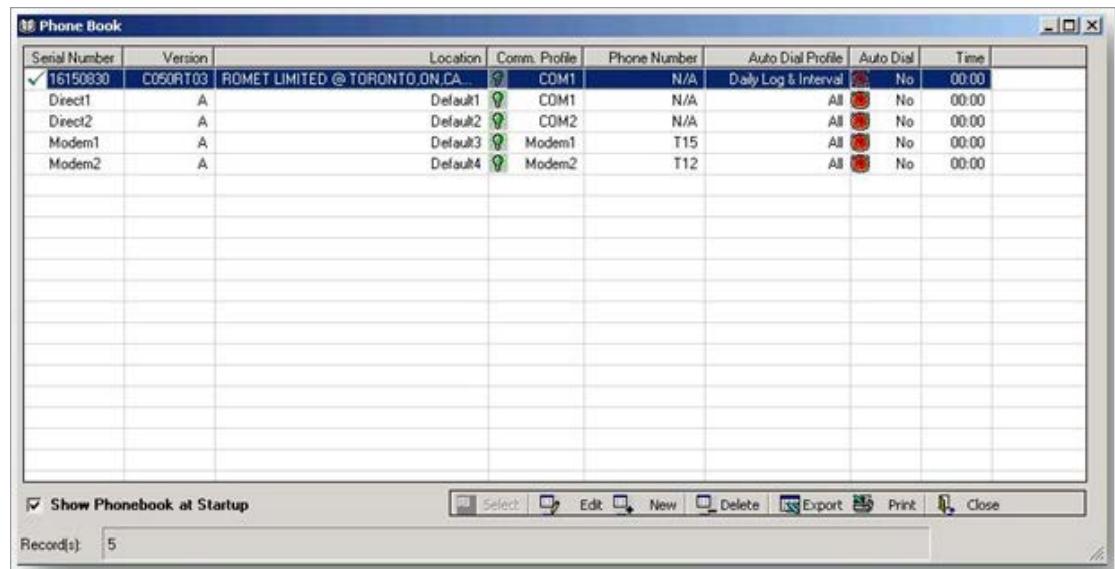 Phone Book
Serial Number Version Location Comm. Profile Phone Number Auto Dial Profile Auto Dial Time
16150830 C050RT03 ROMET LIMITED @ TORONTO,ON,CA... COM1 N/A Daily Log & Interval No 00:00
Direct1 A Default1 COM1 N/A All No 00:00
Direct2 A Default2 COM2 N/A All No 00:00
Modem1 A Default3 Modem1 T15 All No 00:00
Modem2 A Default4 Modem2 T12 All No 00:00
Show Phonebook at Startup Select Edit New Delete Export Print Close
Record(s): 5